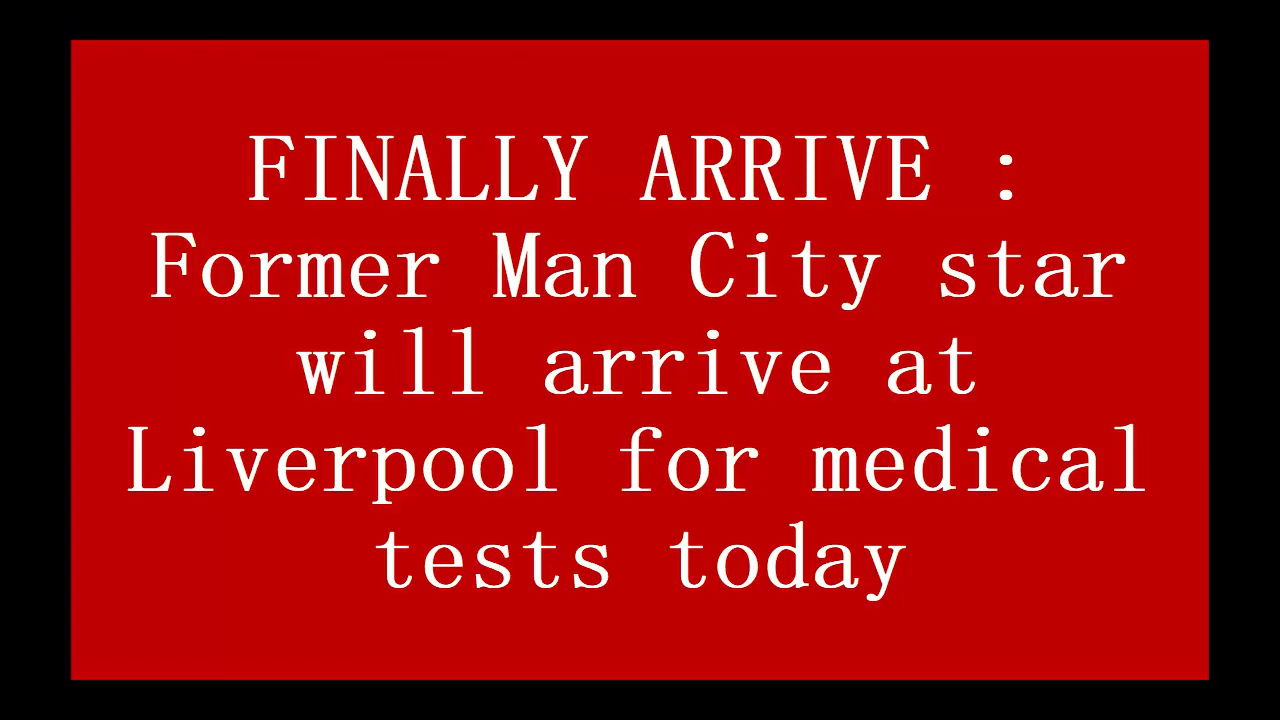 FINALLY ARRIVE :
Former Man City star
will arrive at
Liverpool for medical
tests today